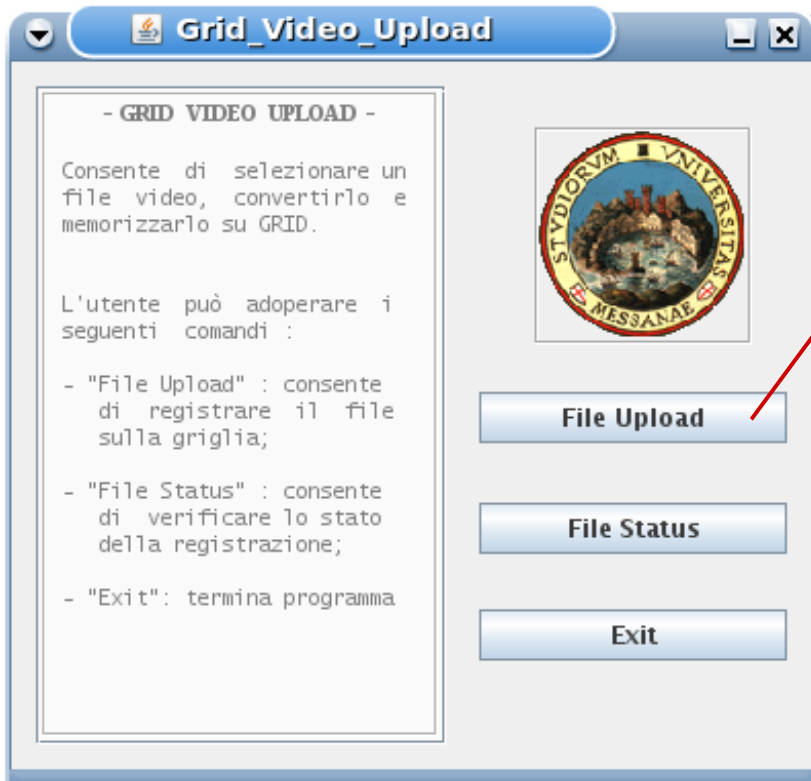 Grid_Video_Upload
- GRID VIDEO UPLOAD -
Consente di selezionare un
file video, convertirlo e
memorizzarlo su GRID.
L'utente può adoperare i
seguenti comandi :
- "File Upload" : consente
di registrare il file
sulla griglia;
- "File Status" : consente
di verificare lo stato
della registrazione;
- "Exit": termina programma
STVDIORVM VNIVERSITAS
MESSANAE
File Upload
File Status
Exit